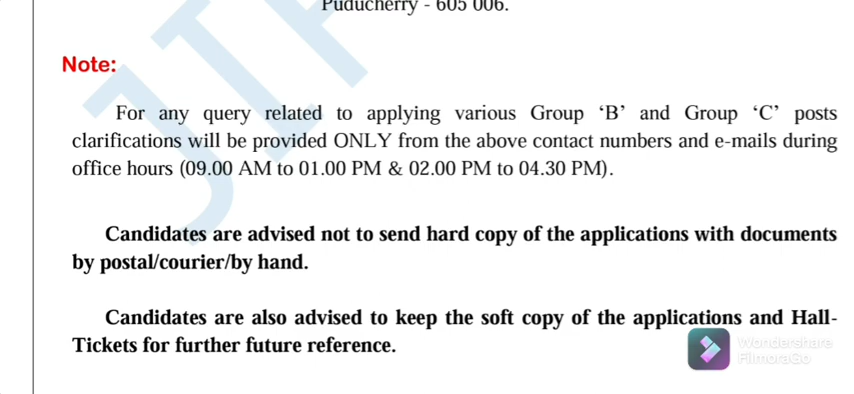 Puducherry - 605 006.
Note:
For any query related to applying various Group ‘B’ and Group ‘C’ posts
clarifications will be provided ONLY from the above contact numbers and e-mails during
office hours (09.00 AM to 01.00 PM & 02.00 PM to 04.30 PM).
Candidates are advised not to send hard copy of the applications with documents
by postal/courier/by hand.
Candidates are also advised to keep the soft copy of the applications and Hall-
Tickets for further future reference.
Wondershare
FilmoraGo